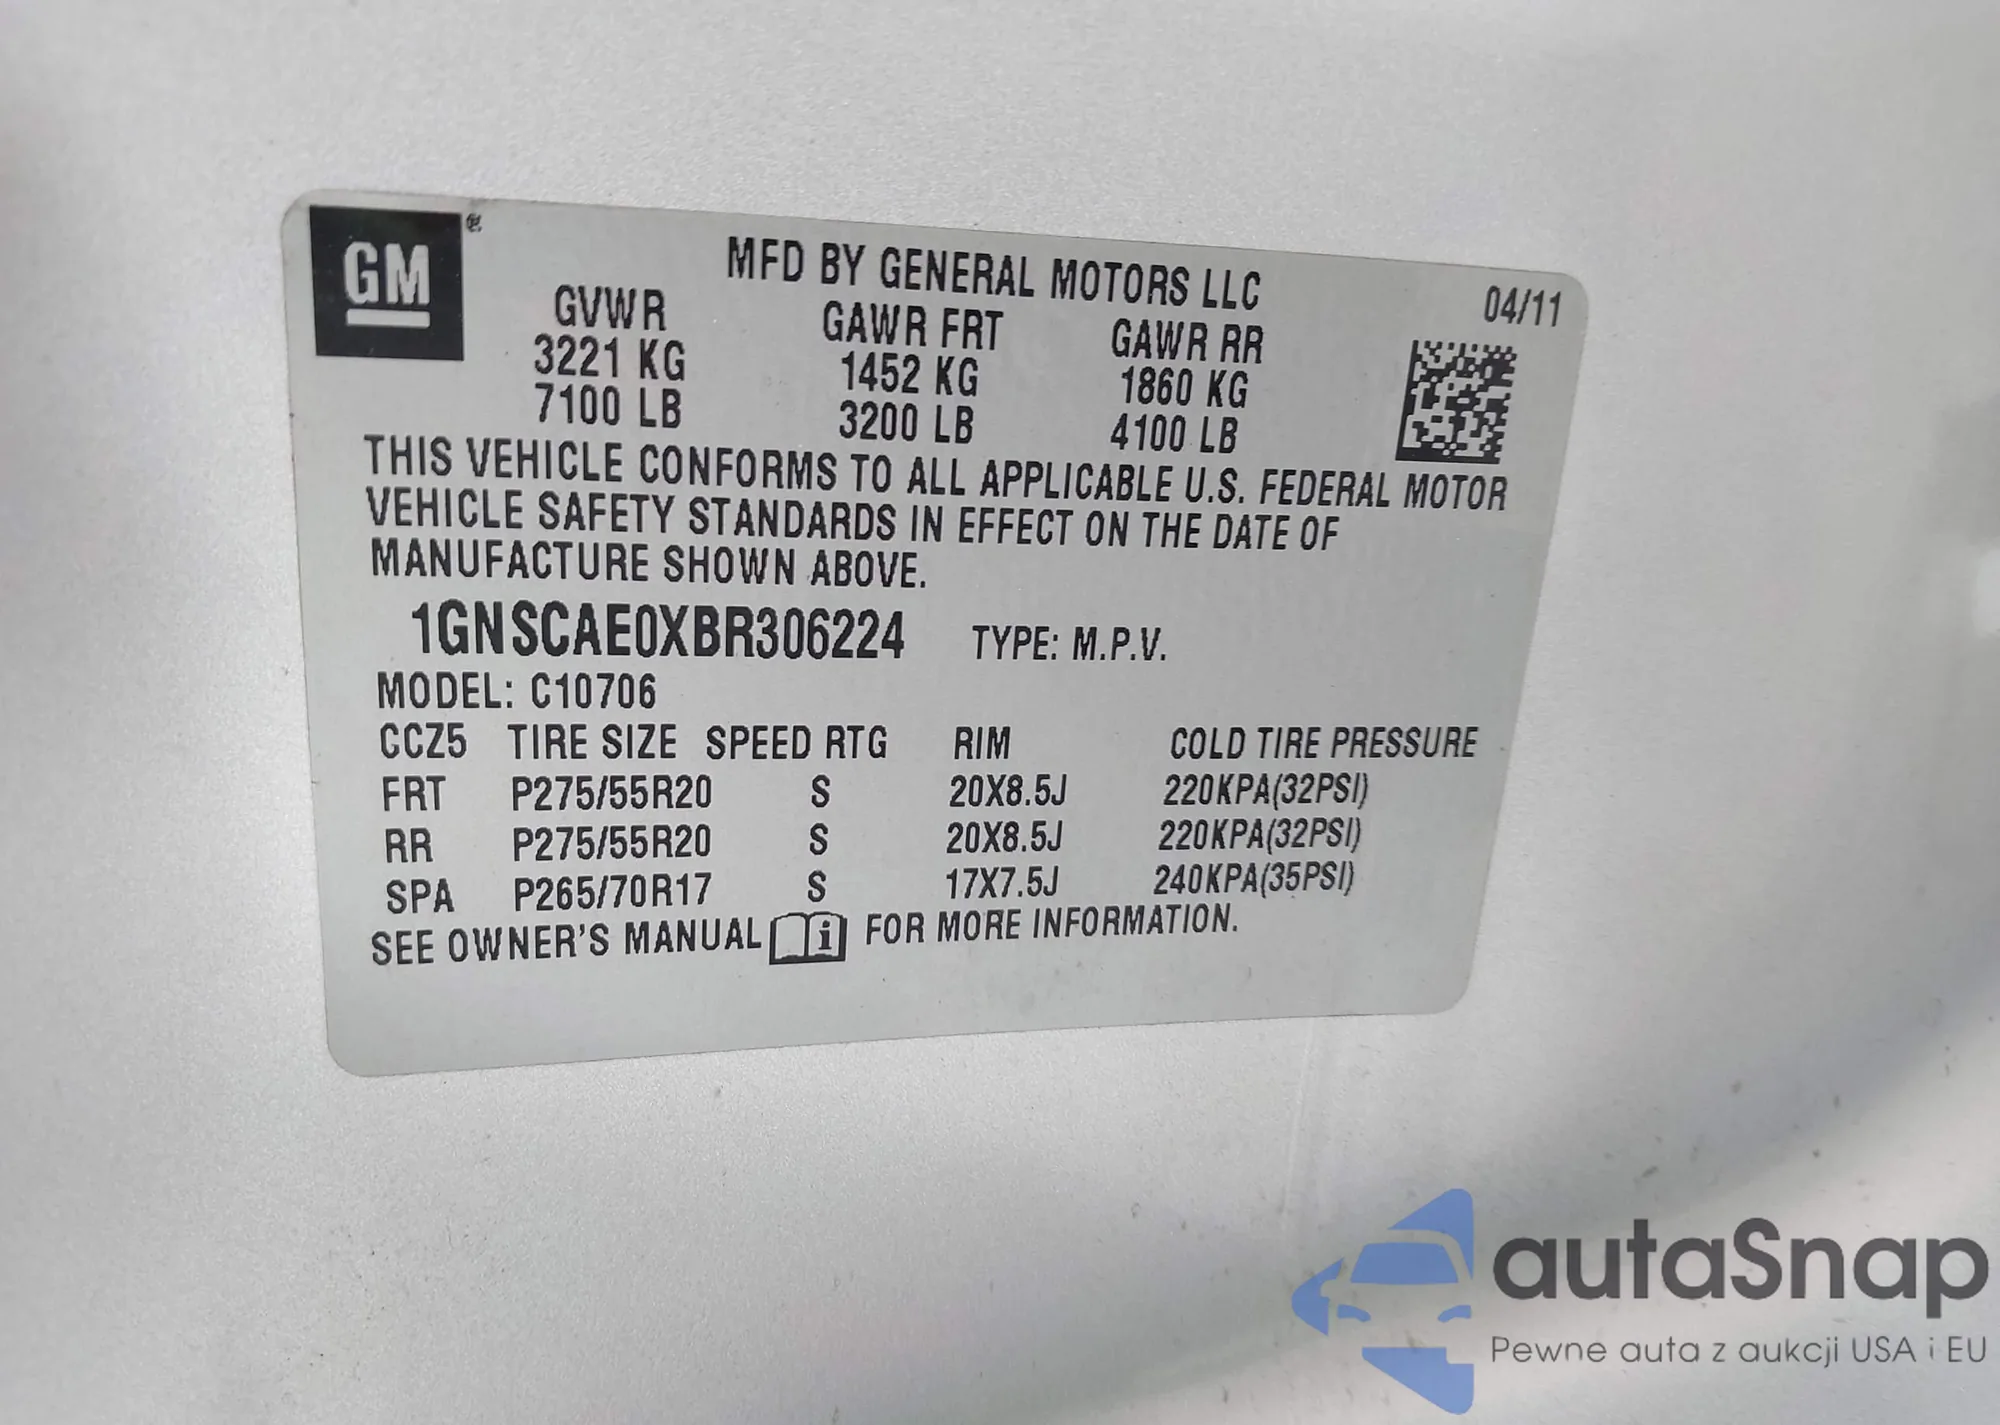 GM ®
MFD BY GENERAL MOTORS LLC 04/11
GVWR GAWR FRT GAWR RR
3221 KG 1452 KG 1860 KG
7100 LB 3200 LB 4100 LB
THIS VEHICLE CONFORMS TO ALL APPLICABLE U.S. FEDERAL MOTOR
VEHICLE SAFETY STANDARDS IN EFFECT ON THE DATE OF
MANUFACTURE SHOWN ABOVE.
1GNSCAE0XBR306224 TYPE: M.P.V.
MODEL: C10706
CCZ5 TIRE SIZE SPEED RTG RIM COLD TIRE PRESSURE
FRT P275/55R20 S 20X8.5J 220KPA(32PSI)
RR P275/55R20 S 20X8.5J 220KPA(32PSI)
SPA P265/70R17 S 17X7.5J 240KPA(35PSI)
SEE OWNER'S MANUAL i FOR MORE INFORMATION.
autaSnap
Pewne auta z aukcji USA i EU